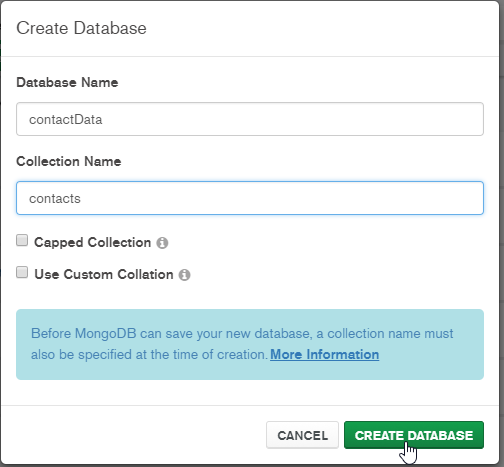 Create Database
Database Name
contactData
Collection Name
contacts
Capped Collection
Use Custom Collation
Before MongoDB can save your new database, a collection name must
also be specified at the time of creation. More Information
CANCEL
CREATE DATABASE